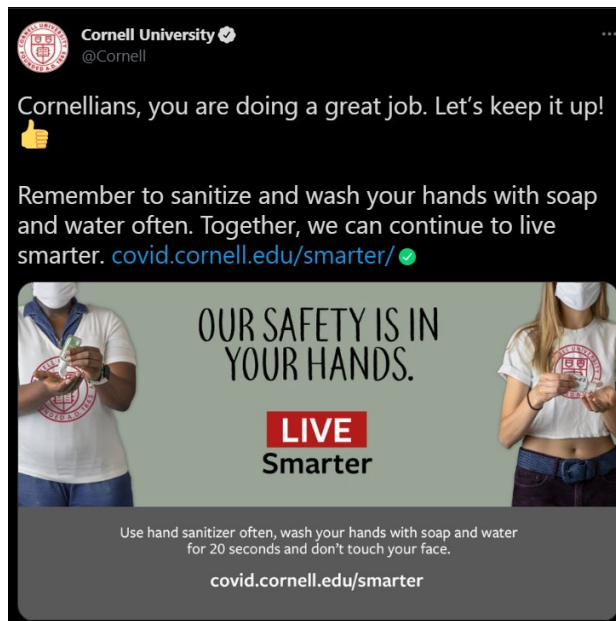 Cornell University
@Cornell
Cornellians, you are doing a great job. Let's keep it up!
👍
Remember to sanitize and wash your hands with soap
and water often. Together, we can continue to live
smarter. covid.cornell.edu/smarter/
OUR SAFETY IS IN
YOUR HANDS.
LIVE
Smarter
Use hand sanitizer often, wash your hands with soap and water
for 20 seconds and don't touch your face.
covid.cornell.edu/smarter